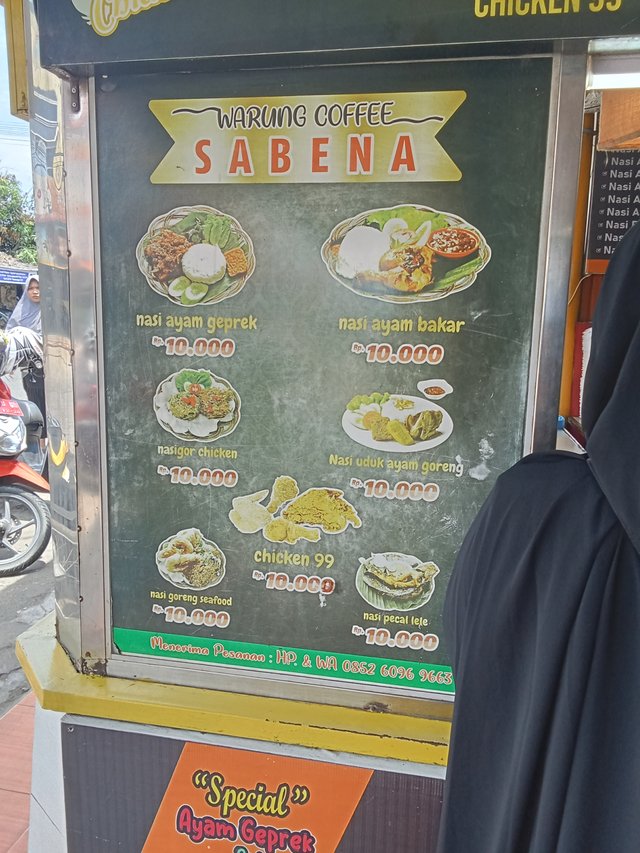 CHICKEN 99
WARUNG COFFEE
SABENA
nasi ayam geprek
Rp. 10.000
nasi ayam bakar
Rp. 10.000
nasigor chicken
Rp. 10.000
Nasi uduk ayam goreng
Rp. 10.000
chicken 99
Rp. 10.000
nasi goreng seafood
Rp. 10.000
nasi pecal lele
Rp. 10.000
Menerima Pesanan : HP. & WA 0852 6096 9663
"Special"
Ayam Geprek
Nasi
Nasi
Nasi
Nasi
Nasi
Nasi